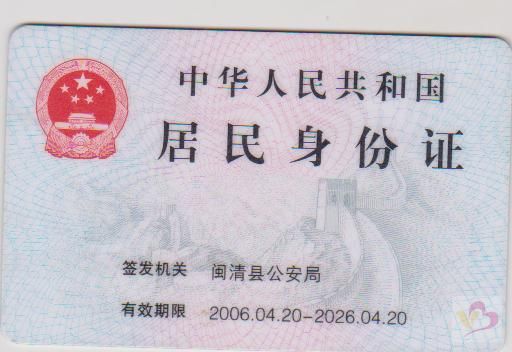 中华人民共和国
居民身份证
签发机关 闽清县公安局
有效期限 2006.04.20-2026.04.20